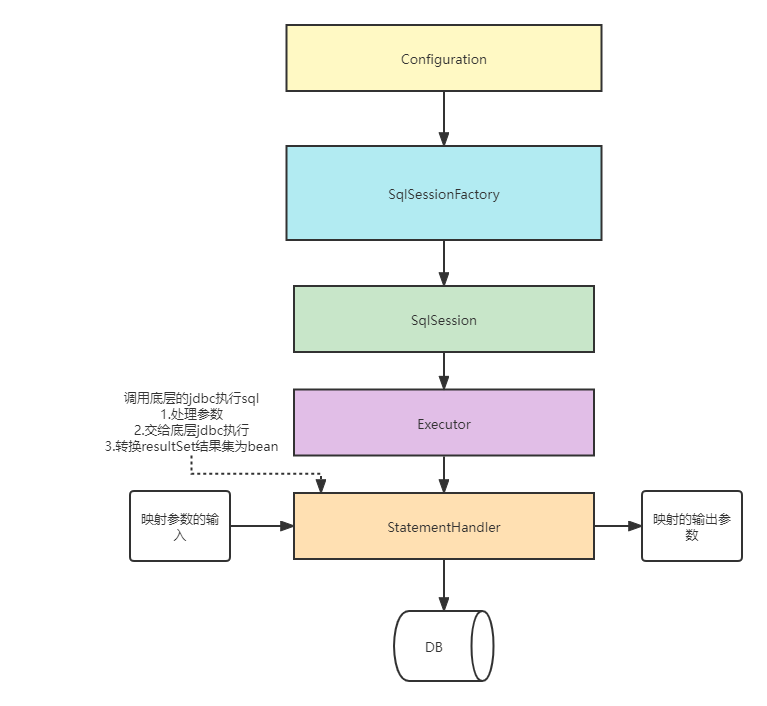 Configuration
SqlSessionFactory
SqlSession
调用底层的jdbc执行sql
1.处理参数
2.交给底层jdbc执行
3.转换resultSet结果集为bean
Executor
映射参数的输
入
StatementHandler
映射的输出参
数
DB